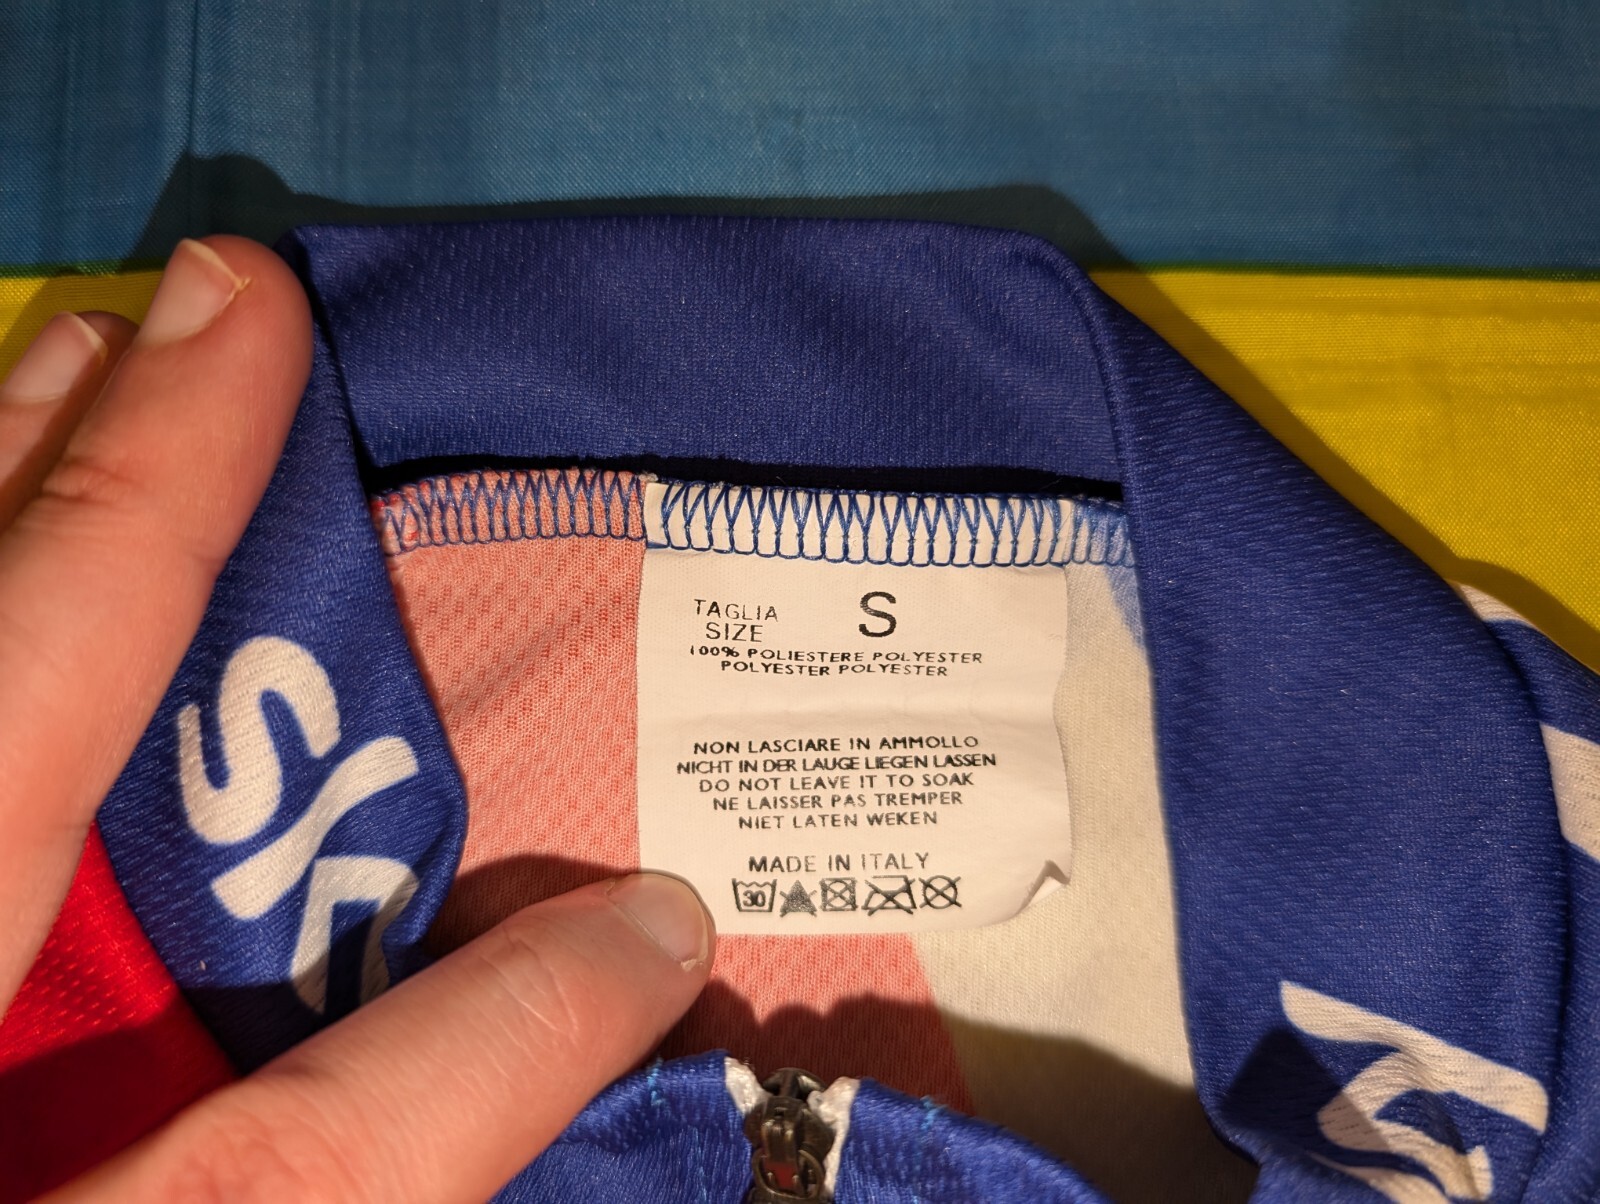 TAGLIA
SIZE
S
100% POLIESTERE POLYESTER
POLYESTER POLYESTER
NON LASCIARE IN AMMOLLO
NICHT IN DER LAUGE LIEGEN LASSEN
DO NOT LEAVE IT TO SOAK
NE LAISSER PAS TREMPER
NIET LATEN WEKEN
MADE IN ITALY
30